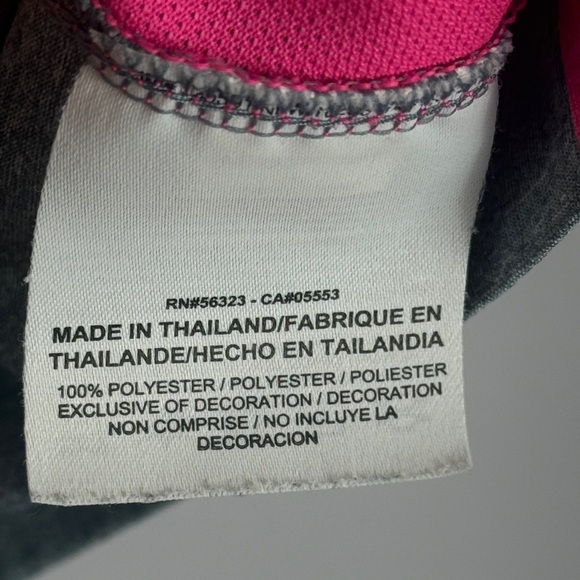 RN#56323 - CA#05553
MADE IN THAILAND/FABRIQUE EN
THAILANDE/HECHO EN TAILANDIA
100% POLYESTER / POLYESTER / POLIESTER
EXCLUSIVE OF DECORATION / DECORATION
NON COMPRISE / NO INCLUYE LA
DECORACION